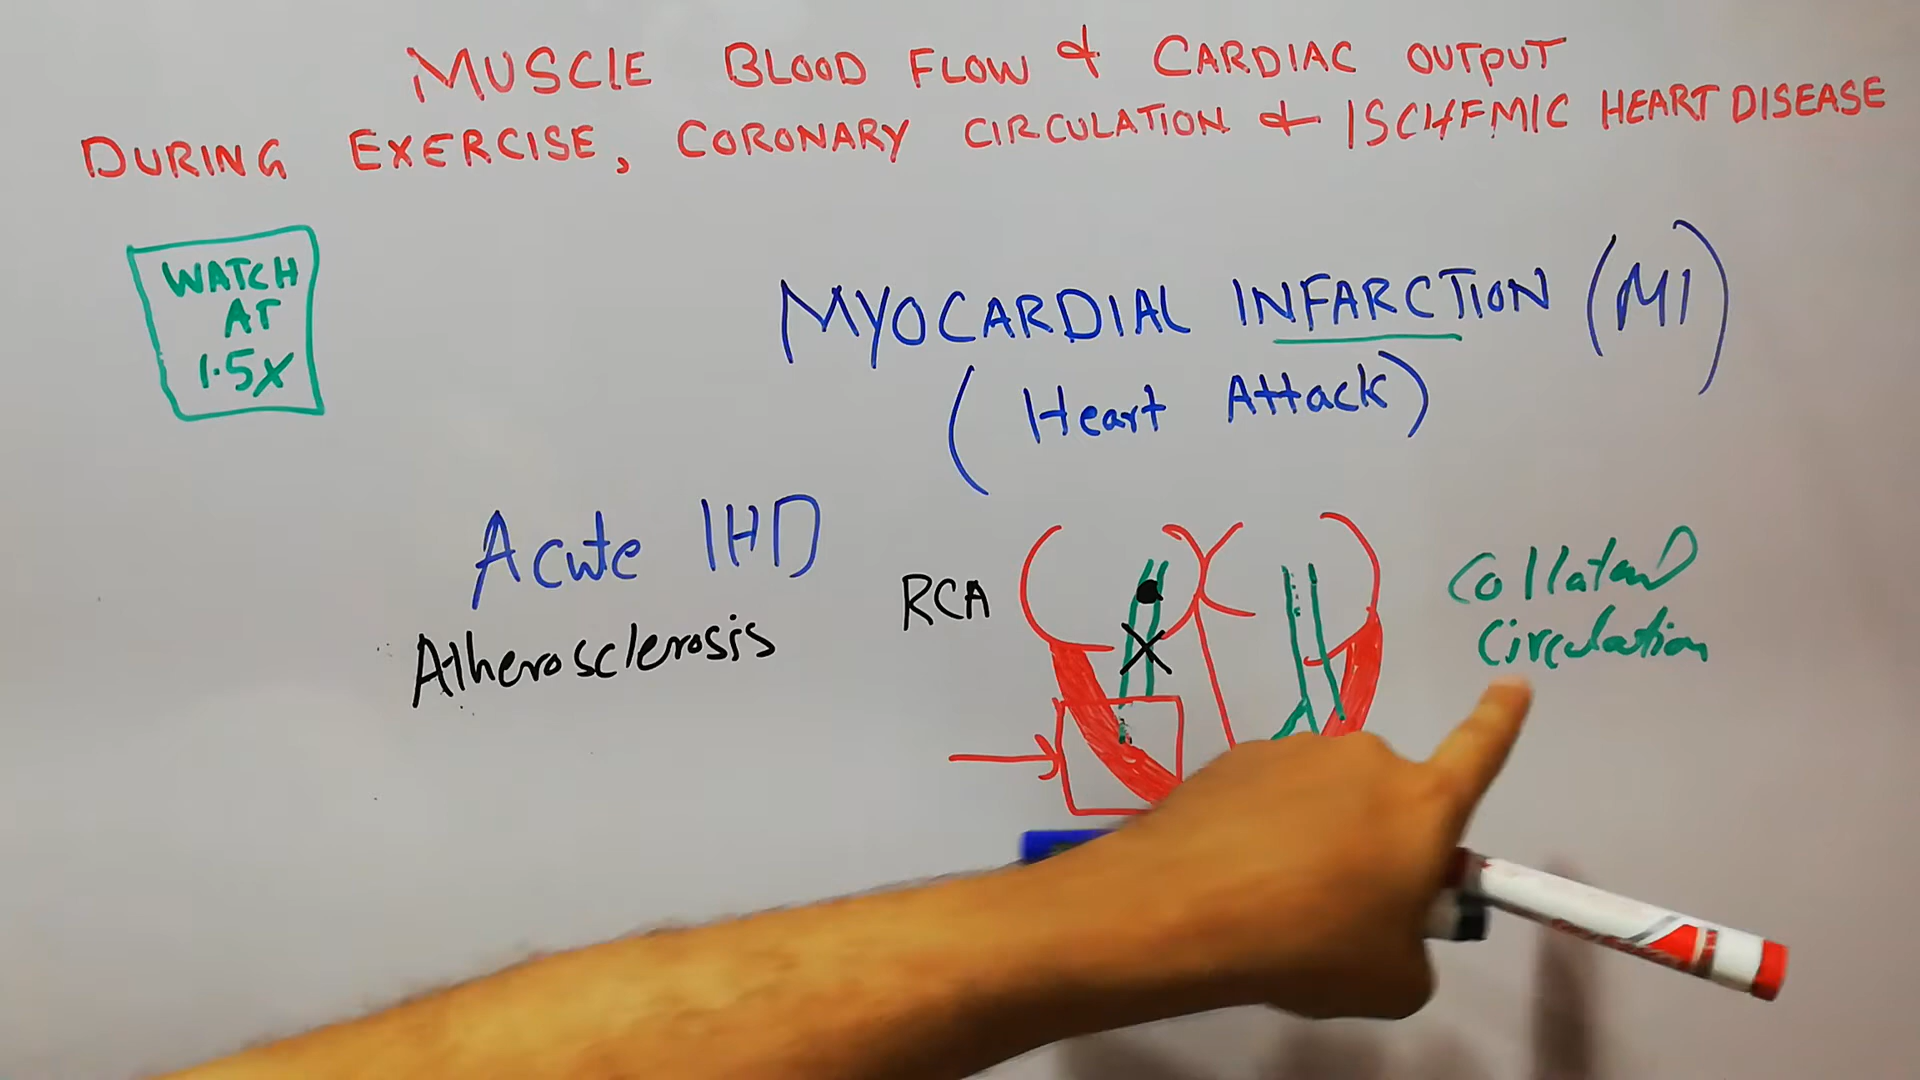 MUSCLE BLOOD FLOW & CARDIAC OUTPUT
DURING EXERCISE, CORONARY CIRCULATION & ISCHEMIC HEART DISEASE
WATCH
AT
1.5X
MYOCARDIAL INFARCTION (MI)
(Heart Attack)
Acute IHD
Atherosclerosis
RCA
Collateral
Circulation